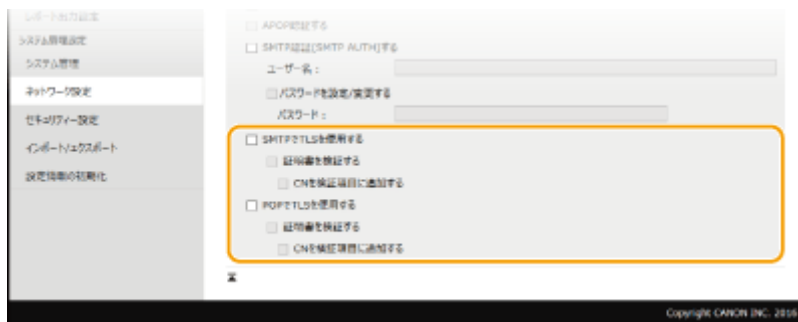 レポート出力設定
システム管理設定
システム管理
ネットワーク設定
セキュリティー設定
インポート/エクスポート
設定情報の初期化
APOP認証する
SMTP認証(SMTP AUTH)する
ユーザー名:
パスワードを設定/変更する
パスワード:
SMTPでTLSを使用する
証明書を検証する
CNを検証項目に追加する
POPでTLSを使用する
証明書を検証する
CNを検証項目に追加する
Copyright CANON INC. 2016